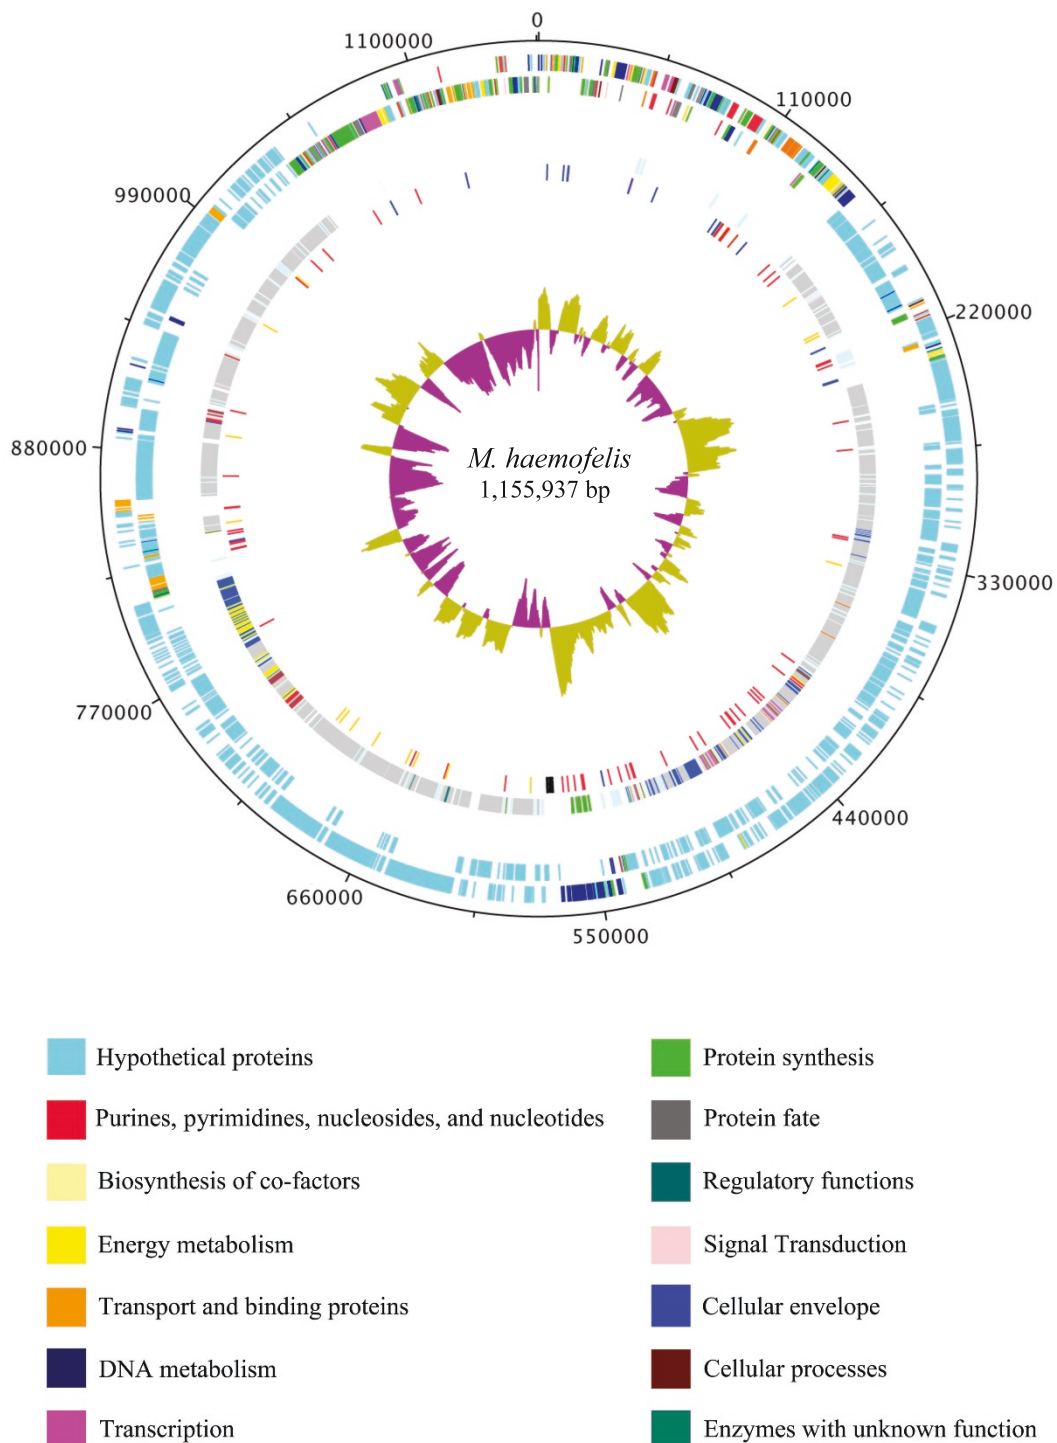 0
1100000
110000
990000
220000
880000
M. haemofelis
1,155,937 bp
330000
770000
440000
660000
550000
Hypothetical proteins
Protein synthesis
Purines, pyrimidines, nucleosides, and nucleotides
Protein fate
Biosynthesis of co-factors
Regulatory functions
Energy metabolism
Signal Transduction
Transport and binding proteins
Cellular envelope
DNA metabolism
Cellular processes
Transcription
Enzymes with unknown function